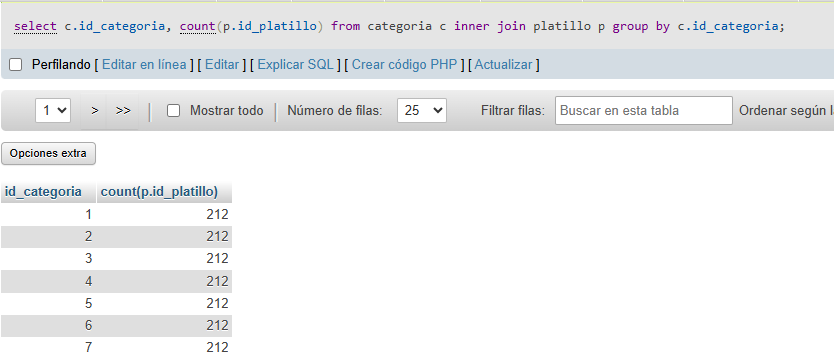 select c.id_categoria, count(p.id_platillo) from categoria c inner join platillo p group by c.id_categoria;
Perfilando [ Editar en línea ] [ Editar ] [ Explicar SQL ] [ Crear código PHP ] [ Actualizar ]
1 > >> | Mostrar todo | Número de filas: 25 Filtrar filas: Buscar en esta tabla Ordenar según l
Opciones extra
id_categoria count(p.id_platillo)
1 212
2 212
3 212
4 212
5 212
6 212
7 212